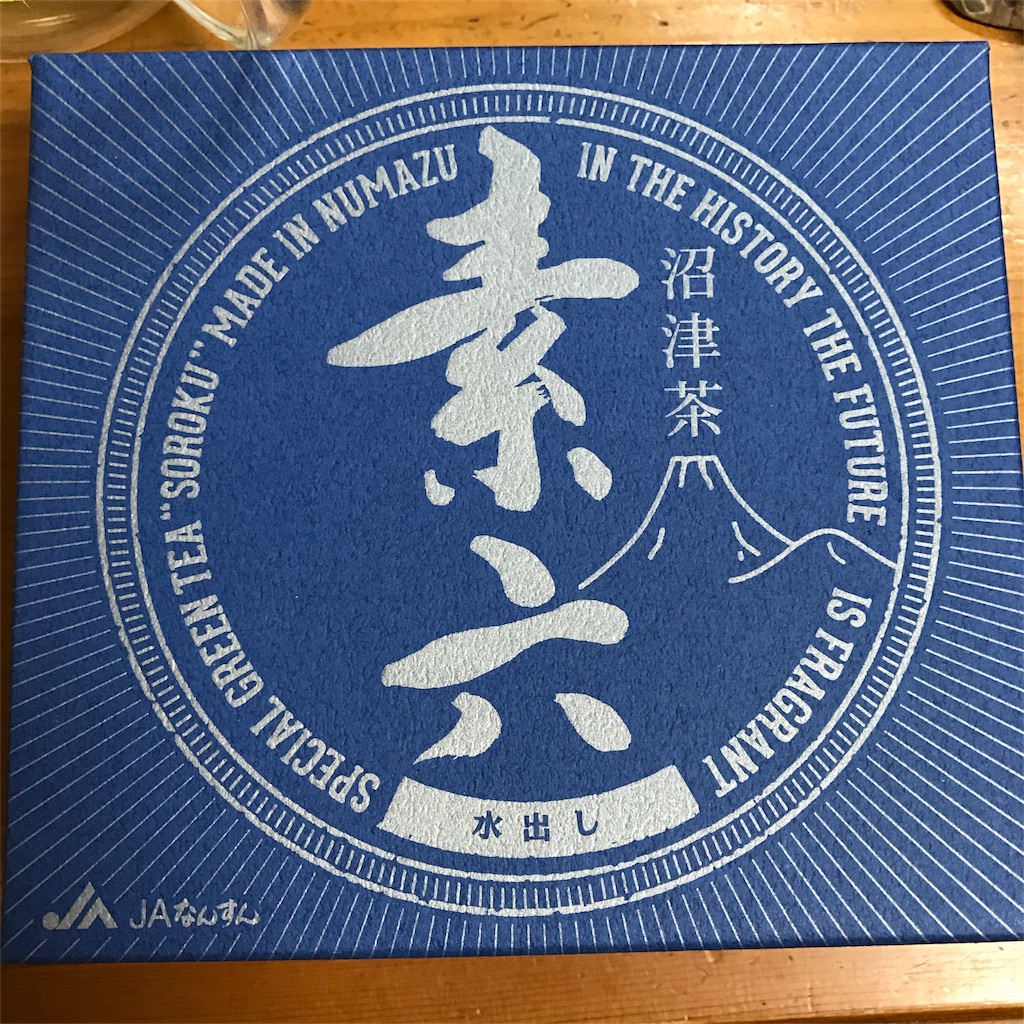 SPECIAL GREEN TEA "SOROKU" MADE IN NUMAZU
IN THE HISTORY THE FUTURE IS FRAGRANT
素六
沼津茶
水出し
JA JAなんすん